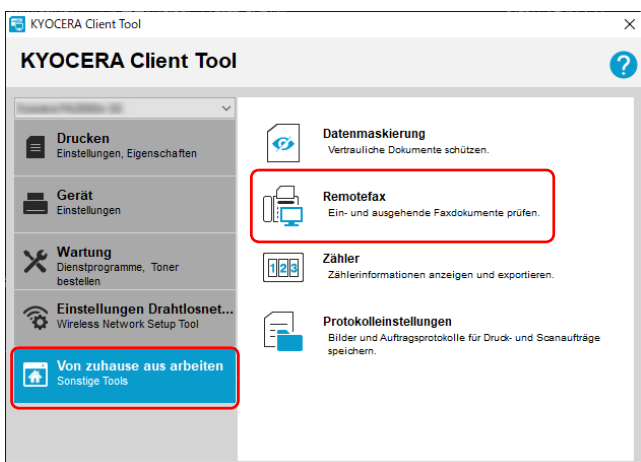 KYOCERA Client Tool
KYOCERA Client Tool
?
Drucken
Einstellungen, Eigenschaften
Gerät
Einstellungen
Wartung
Dienstprogramme, Toner
bestellen
Einstellungen Drahtlosnet...
Wireless Network Setup Tool
Von zuhause aus arbeiten
Sonstige Tools
Datenmaskierung
Vertrauliche Dokumente schützen.
Remotefax
Ein- und ausgehende Faxdokumente prüfen.
123
Zähler
Zählerinformationen anzeigen und exportieren.
Protokolleinstellungen
Bilder und Auftragsprotokolle für Druck- und Scanaufträge
speichern.